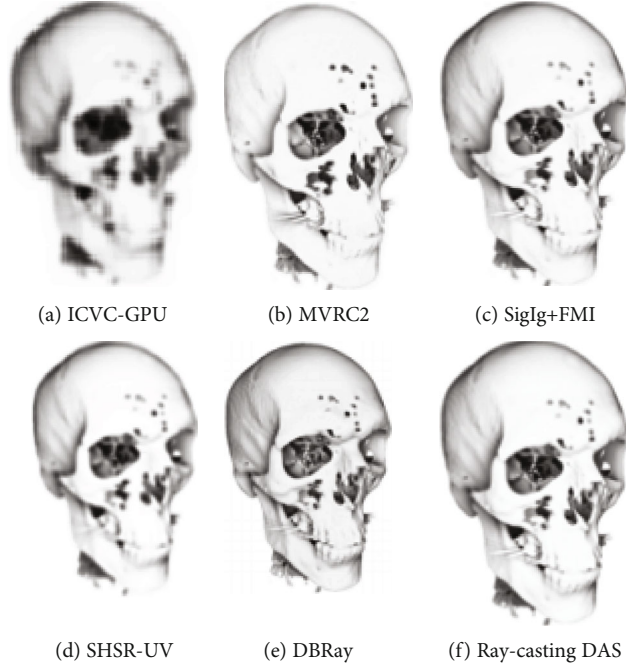 (a) ICVC-GPU
(b) MVRC2
(c) SigIg+FMI
(d) SHSR-UV
(e) DBRay
(f) Ray-casting DAS